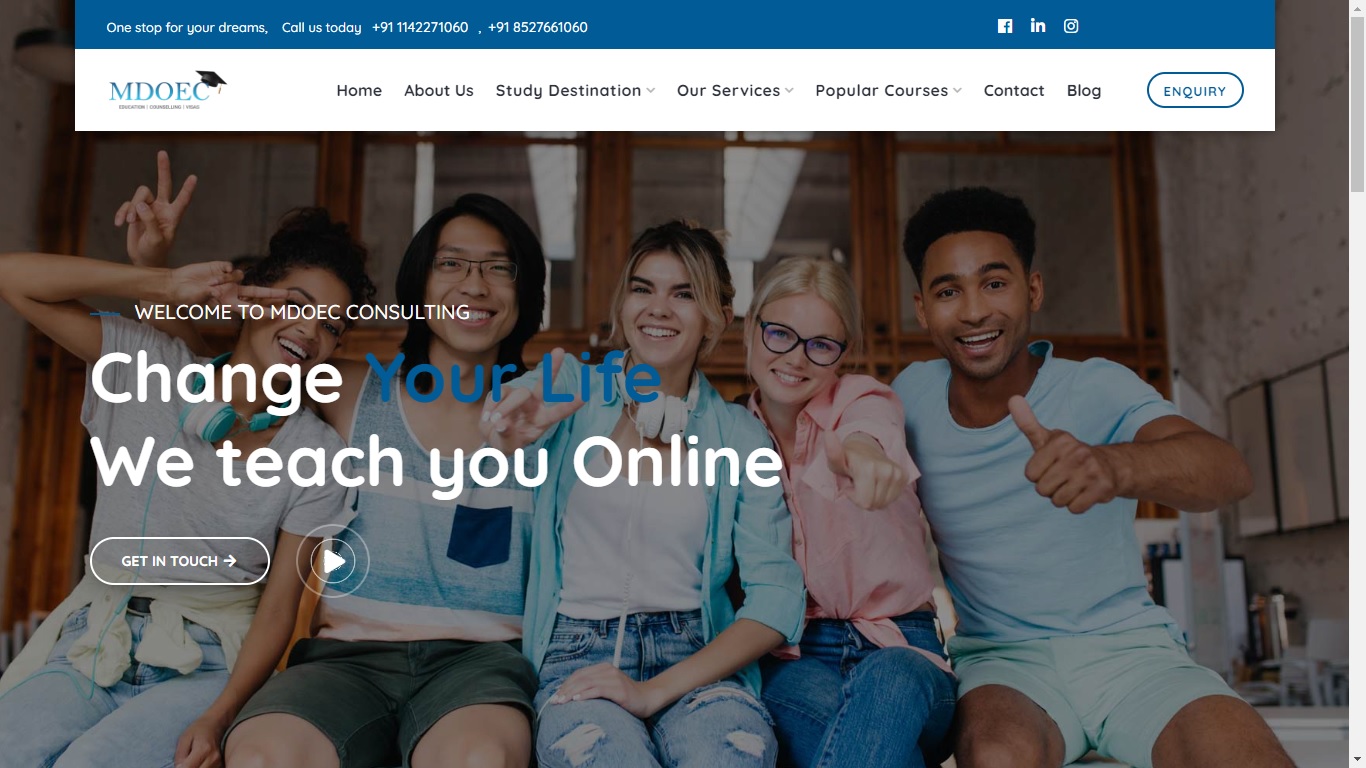 One stop for your dreams, Call us today +91 1142271060 , +91 8527661060
MDOEC
EDUCATION | COUNSELLING | VISAS
Home About Us Study Destination Our Services Popular Courses Contact Blog ENQUIRY
WELCOME TO MDOEC CONSULTING
Change Your Life
We teach you Online
GET IN TOUCH